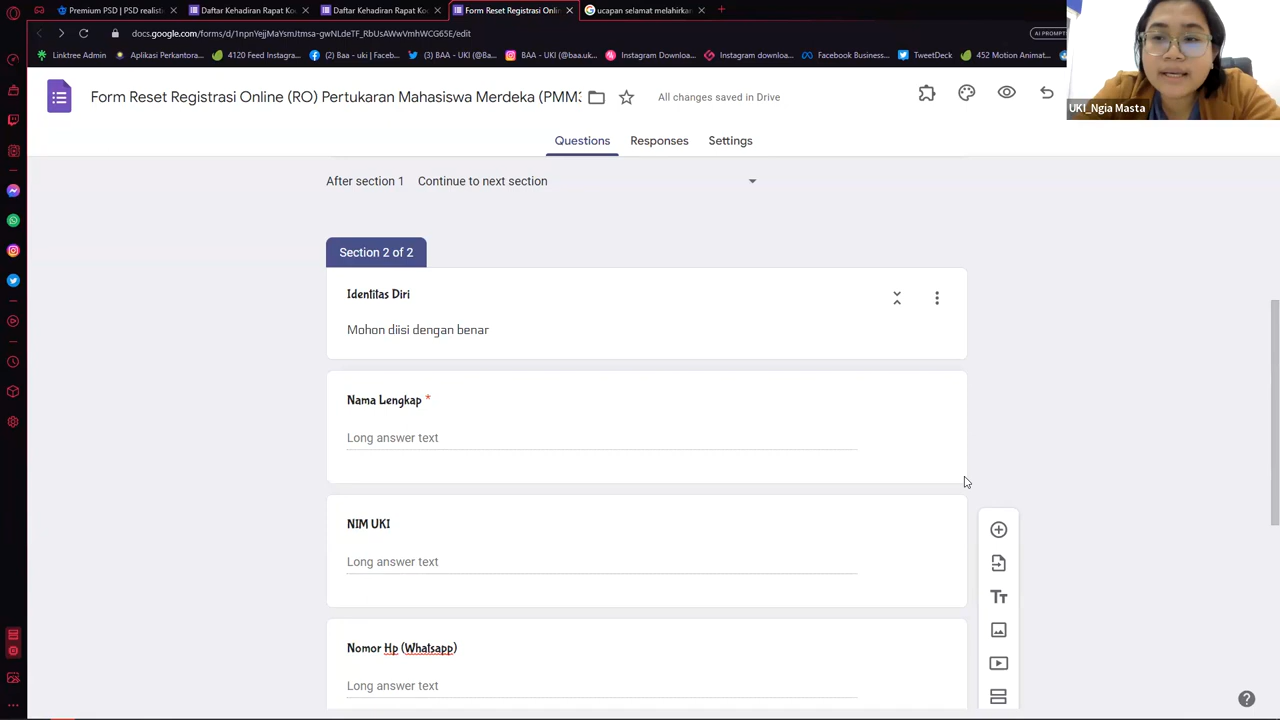 Premium PSD | PSD realist
Daftar Kehadiran Rapat Ko
Daftar Kehadiran Rapat Ko
Form Reset Registrasi Onli
ucapan selamat melahirkan
docs.google.com/forms/d/1npnYejjMaYsmJtmsa-gwNLdeTF_RbUsAWwVmhWCG65E/edit
AI PROMPT
Linktree Admin
Aplikasi Perkantora...
4120 Feed Instagra...
(2) Baa - uki | Faceb...
(3) BAA - UKI (@Ba...
BAA - UKI (@baa.uk...
Instagram Downloa...
Instagram downloa...
Facebook Business...
TweetDeck
452 Motion Animat...
Form Reset Registrasi Online (RO) Pertukaran Mahasiswa Merdeka (PMM3
All changes saved in Drive
UKI_Ngia Masta
Questions
Responses
Settings
After section 1 Continue to next section
Section 2 of 2
Identitas Diri
Mohon diisi dengan benar
Nama Lengkap *
Long answer text
NIM UKI
Long answer text
Nomor Hp (Whatsapp)
Long answer text